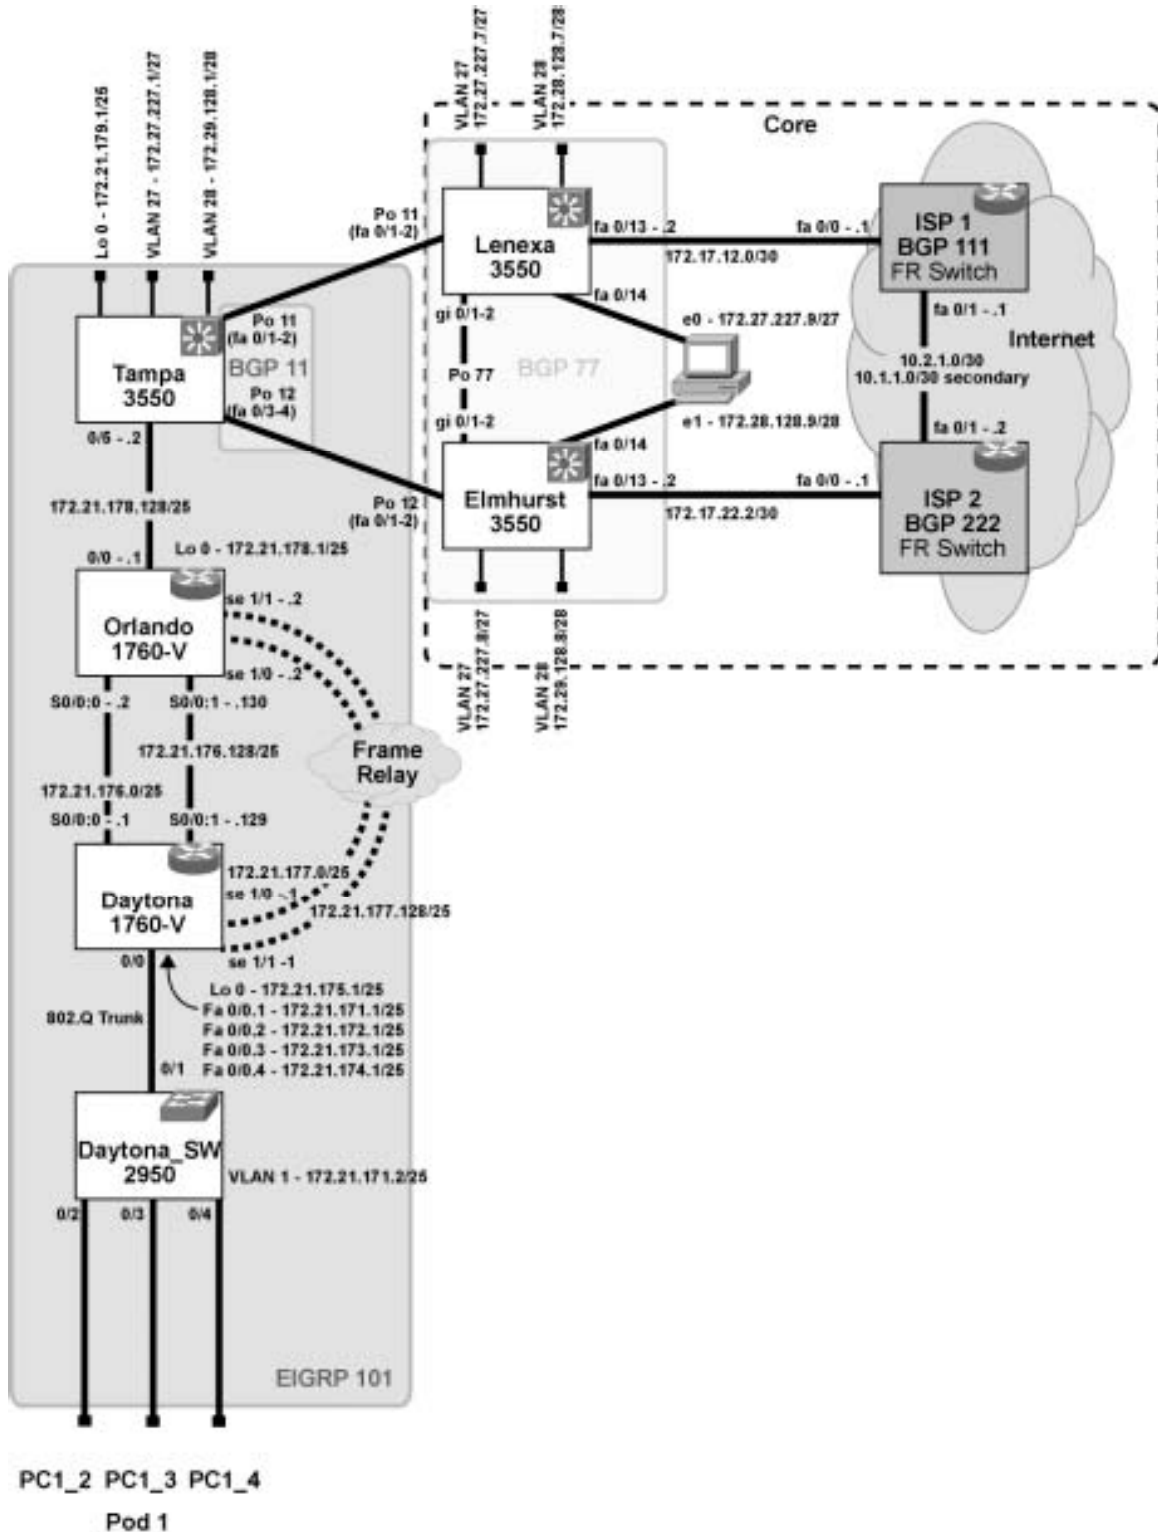 Lo 0 - 172.21.179.1/25
VLAN 27 - 172.27.227.1/27
VLAN 28 - 172.29.128.1/28
VLAN 27
172.27.227.7/27
VLAN 28
172.28.128.7/28
Core
Po 11
(fa 0/1-2)
Lenexa
3550
fa 0/13 - .2
172.17.12.0/30
fa 0/0 - .1
ISP 1
BGP 111
FR Switch
fa 0/14
gi 0/1-2
e0 - 172.27.227.9/27
fa 0/1 - .1
Internet
10.2.1.0/30
10.1.1.0/30 secondary
Po 11
(fa 0/1-2)
BGP 11
Po 12
(fa 0/3-4)
Tampa
3550
Po 77
BGP 77
e1 - 172.28.128.9/28
gi 0/1-2
fa 0/14
fa 0/1 - .2
0/5 - .2
172.21.178.128/25
Po 12
(fa 0/1-2)
Elmhurst
3550
fa 0/13 - .2
172.17.22.2/30
fa 0/0 - .1
ISP 2
BGP 222
FR Switch
0/0 - .1
Lo 0 - 172.21.178.1/25
Orlando
1760-V
se 1/1 - .2
se 1/0 - .2
VLAN 27
172.27.227.8/27
VLAN 28
172.29.128.8/28
S0/0:0 - .2
S0/0:1 - .130
172.21.176.128/25
Frame
Relay
172.21.176.0/25
S0/0:0 - .1
S0/0:1 - .129
Daytona
1760-V
172.21.177.0/25
se 1/0 - .1
172.21.177.128/25
se 1/1 -1
0/0
Lo 0 - 172.21.175.1/25
Fa 0/0.1 - 172.21.171.1/25
Fa 0/0.2 - 172.21.172.1/25
Fa 0/0.3 - 172.21.173.1/25
Fa 0/0.4 - 172.21.174.1/25
802.Q Trunk
0/1
Daytona_SW
2950
VLAN 1 - 172.21.171.2/25
0/2
0/3
0/4
EIGRP 101
PC1_2 PC1_3 PC1_4
Pod 1